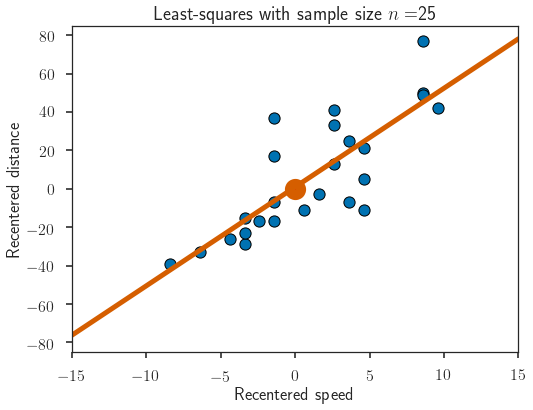 Least-squares with sample size n =25
80
60
40
20
0
−20
−40
−60
−80
Recentered distance
−15 −10 −5 0 5 10 15
Recentered speed